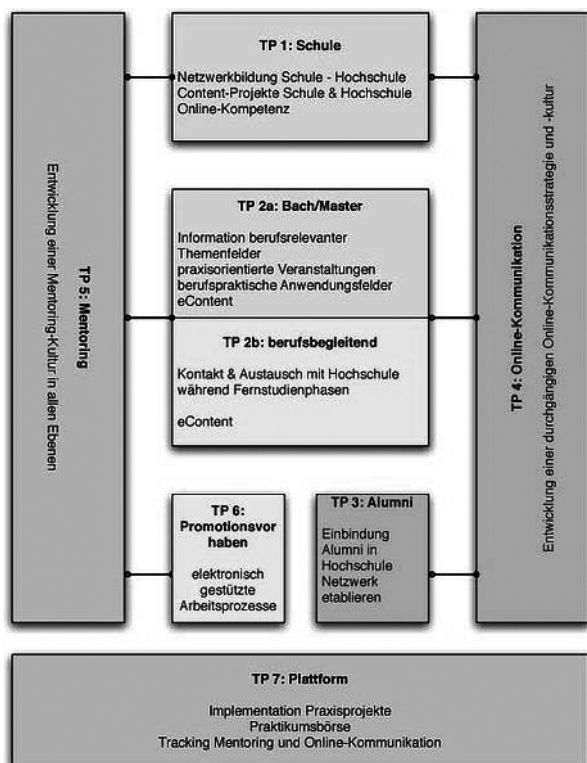 TP 1: Schule
Netzwerkbildung Schule - Hochschule
Content-Projekte Schule & Hochschule
Online-Kompetenz
TP 5: Mentoring
Entwicklung einer Mentoring-Kultur in allen Ebenen
TP 2a: Bach/Master
Information berufsrelevanter
Themenfelder
praxisorientierte Veranstaltungen
berufspraktische Anwendungsfelder
eContent
TP 2b: berufsbegleitend
Kontakt & Austausch mit Hochschule
während Fernstudienphasen
eContent
TP 4: Online-Kommunikation
Entwicklung einer durchgängigen Online-Kommunikationsstrategie und -kultur
TP 6:
Promotionsvor
haben
elektronisch
gestützte
Arbeitsprozesse
TP 3: Alumni
Einbindung
Alumni in
Hochschule
Netzwerk
etablieren
TP 7: Plattform
Implementation Praxisprojekte
Praktikumsbörse
Tracking Mentoring und Online-Kommunikation